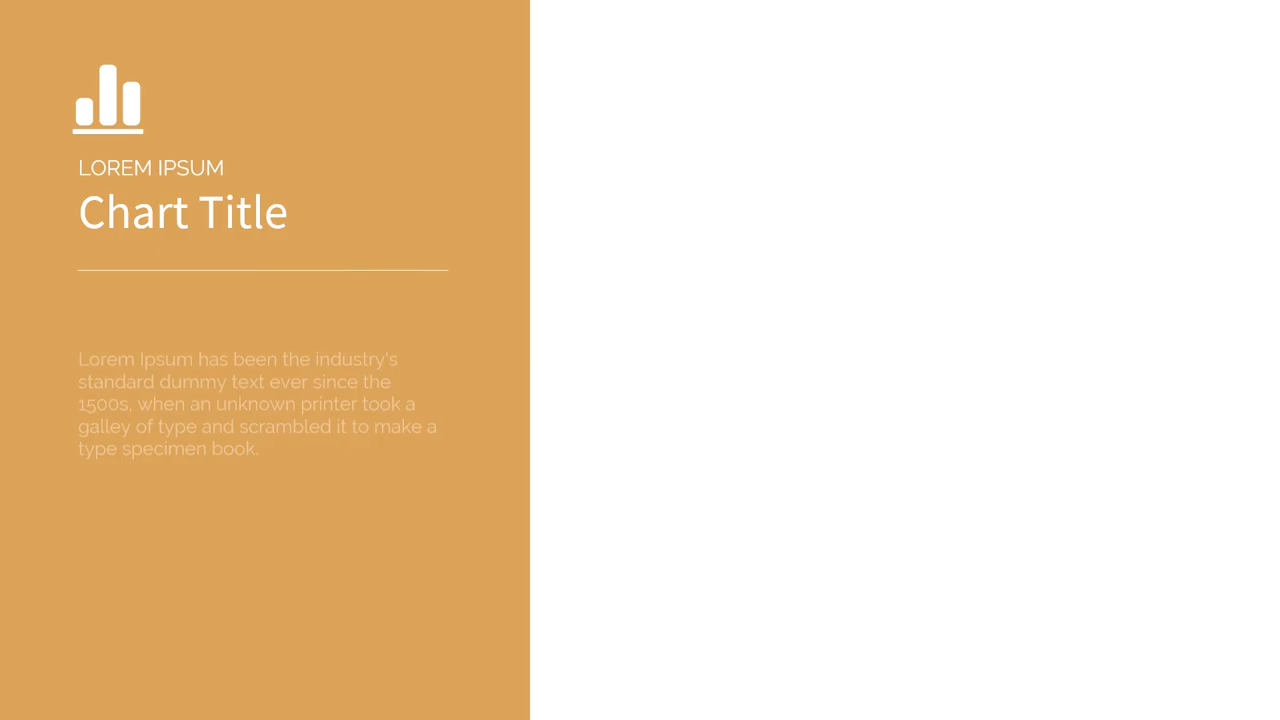 LOREM IPSUM
Chart Title
Lorem Ipsum has been the industry's
standard dummy text ever since the
1500s, when an unknown printer took a
galley of type and scrambled it to make a
type specimen book.